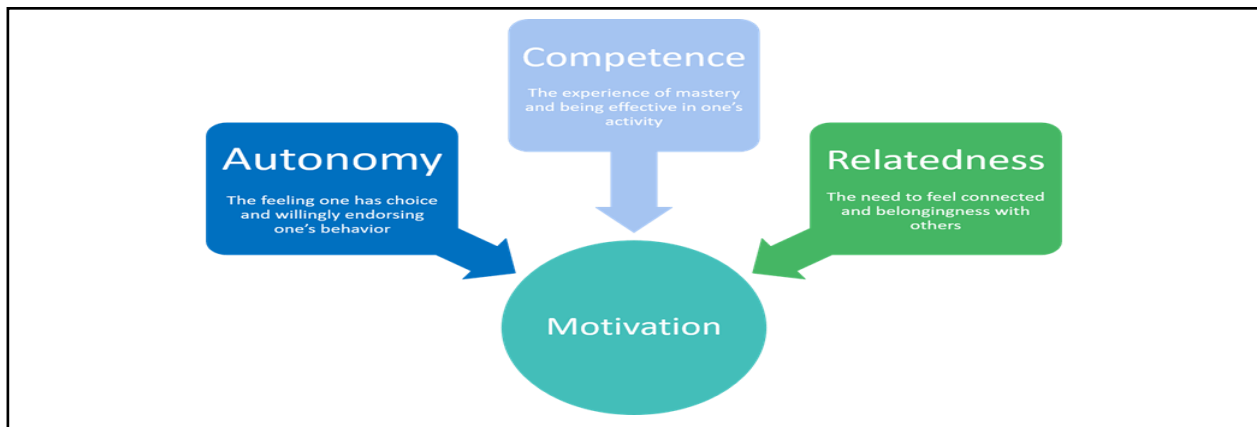 Competence
The experience of mastery
and being effective in one's
activity
Autonomy
The feeling one has choice
and willingly endorsing
one's behavior
Relatedness
The need to feel connected
and belongingness with
others
Motivation